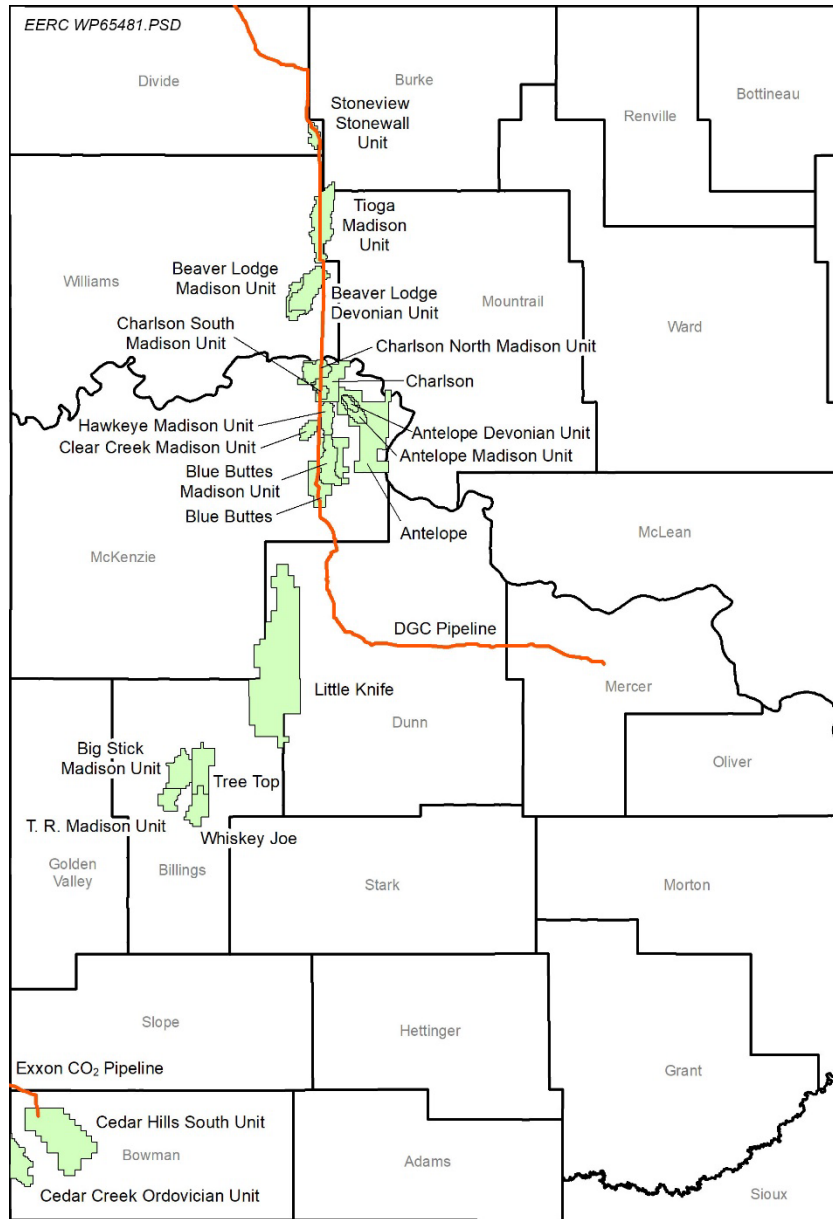 EERC WP65481.PSD
Divide
Burke
Bottineau
Renville
Stoneview
Stonewall
Unit
Tioga
Madison
Unit
Williams
Beaver Lodge
Madison Unit
Beaver Lodge
Devonian Unit
Mountrail
Ward
Charlson South
Madison Unit
Charlson North Madison Unit
Charlson
Hawkeye Madison Unit
Clear Creek Madison Unit
Antelope Devonian Unit
Antelope Madison Unit
Blue Buttes
Madison Unit
Blue Buttes
Antelope
McKenzie
McLean
DGC Pipeline
Mercer
Little Knife
Dunn
Big Stick
Madison Unit
Tree Top
Oliver
T. R. Madison Unit
Whiskey Joe
Golden
Valley
Billings
Stark
Morton
Slope
Hettinger
Grant
Exxon CO₂ Pipeline
Cedar Hills South Unit
Bowman
Adams
Cedar Creek Ordovician Unit
Sioux